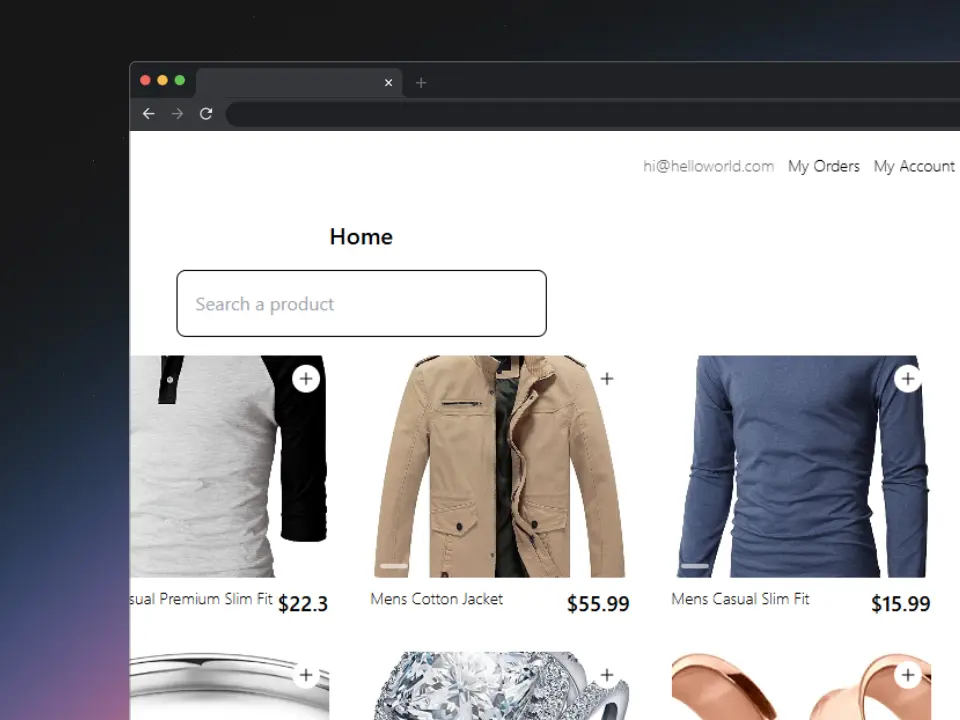 hi@helloworld.com My Orders My Account
Home
Search a product
sual Premium Slim Fit $22.3
Mens Cotton Jacket $55.99
Mens Casual Slim Fit $15.99